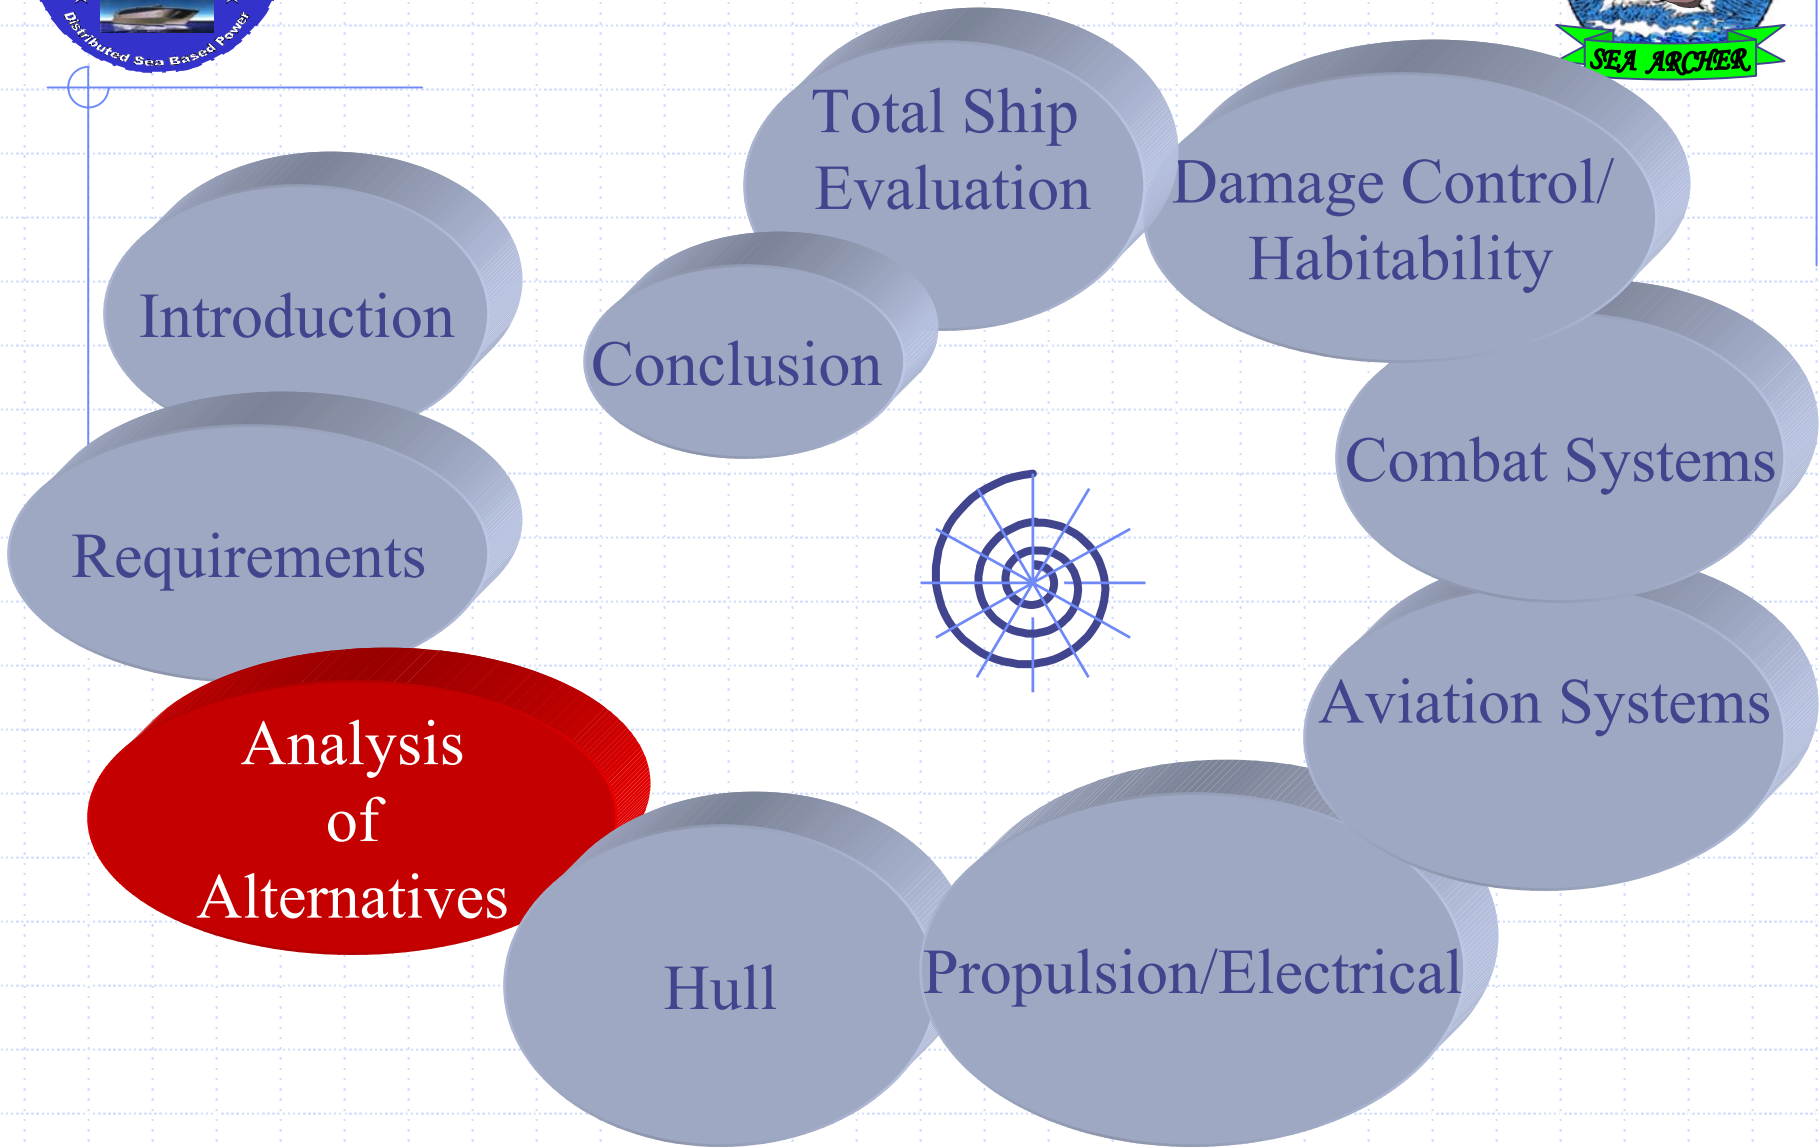 Distributed Sea Based Power
SEA ARCHER
Total Ship
Evaluation
Damage Control/
Habitability
Introduction
Conclusion
Combat Systems
Requirements
Aviation Systems
Analysis
of
Alternatives
Hull
Propulsion/Electrical